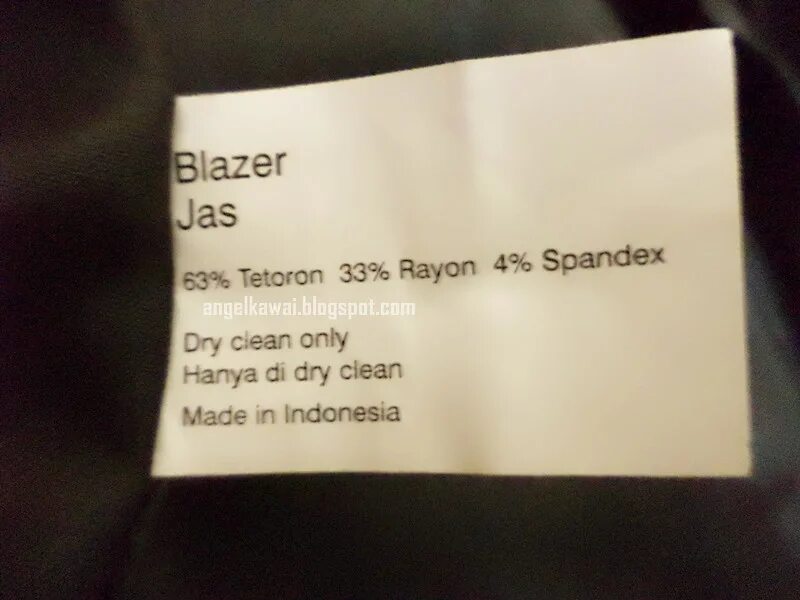 Blazer
Jas
63% Tetoron 33% Rayon 4% Spandex
angelkawai.blogspot.com
Dry clean only
Hanya di dry clean
Made in Indonesia